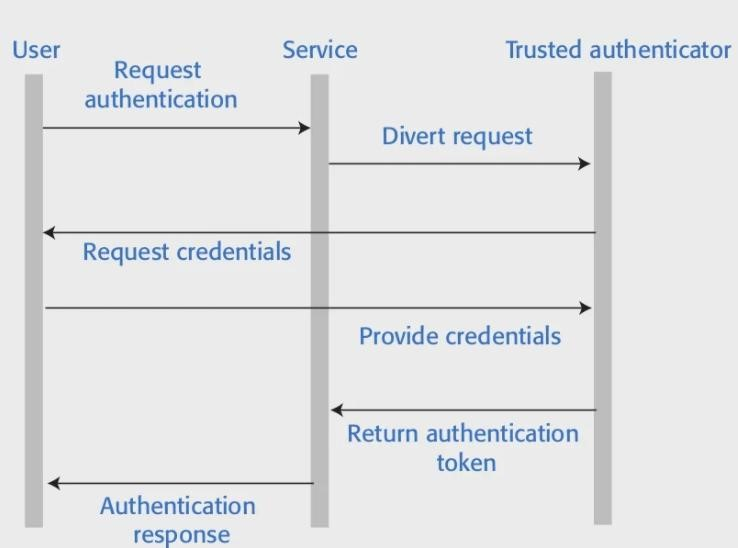 User
Service
Trusted authenticator
Request
authentication
Divert request
Request credentials
Provide credentials
Return authentication
token
Authentication
response